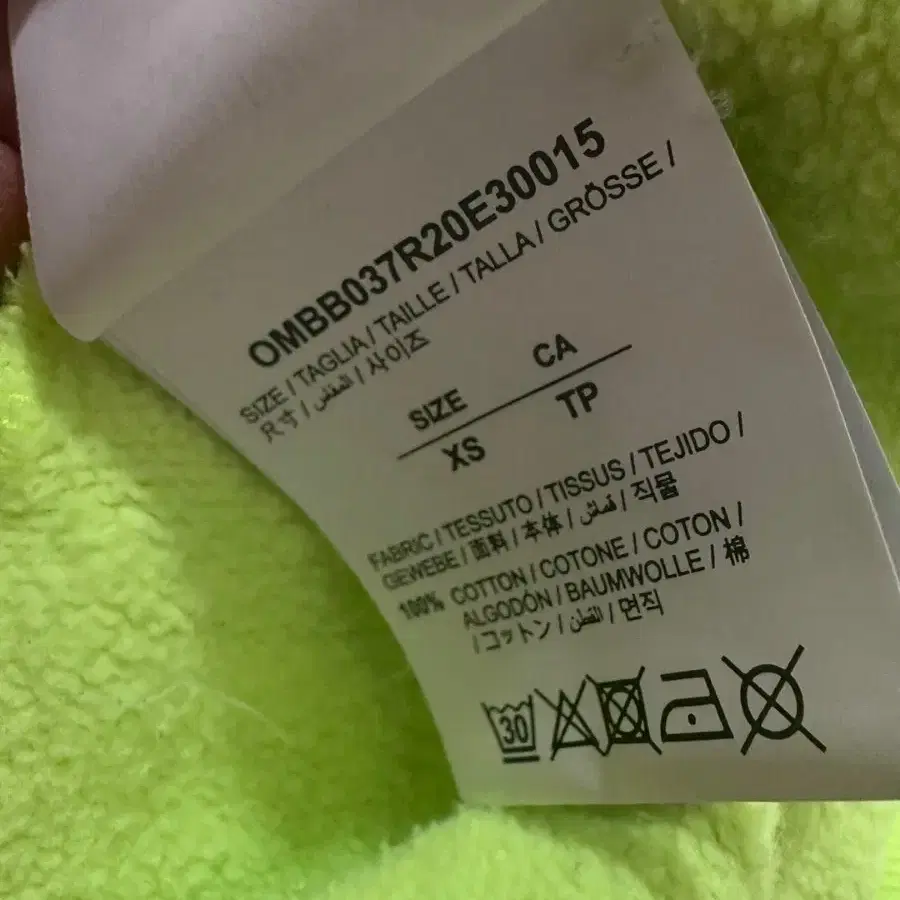 OMBB037R20E30015
SIZE / TAGLIA / TAILLE / TALLA / GRÖSSE /
尺寸 / المقاس / 사이즈
SIZE CA
XS TP
FABRIC / TESSUTO / TISSUS / TEJIDO /
GEWEBE / 面料 / 本体 / قماش / 직물
100% COTTON / COTONE / COTON /
ALGODÓN / BAUMWOLLE / 棉
/ コットン / القطن / 면직
30